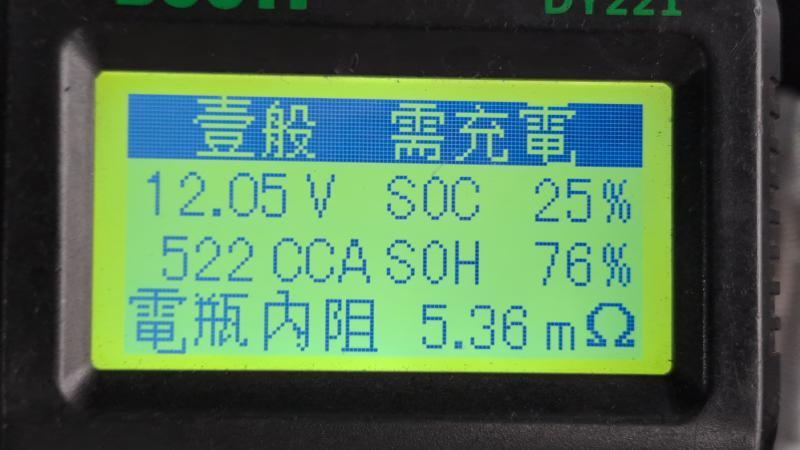 DY221
壹般 需充電
12.05 V SOC 25%
522 CCA SOH 76%
電瓶內阻 5.36 mΩ